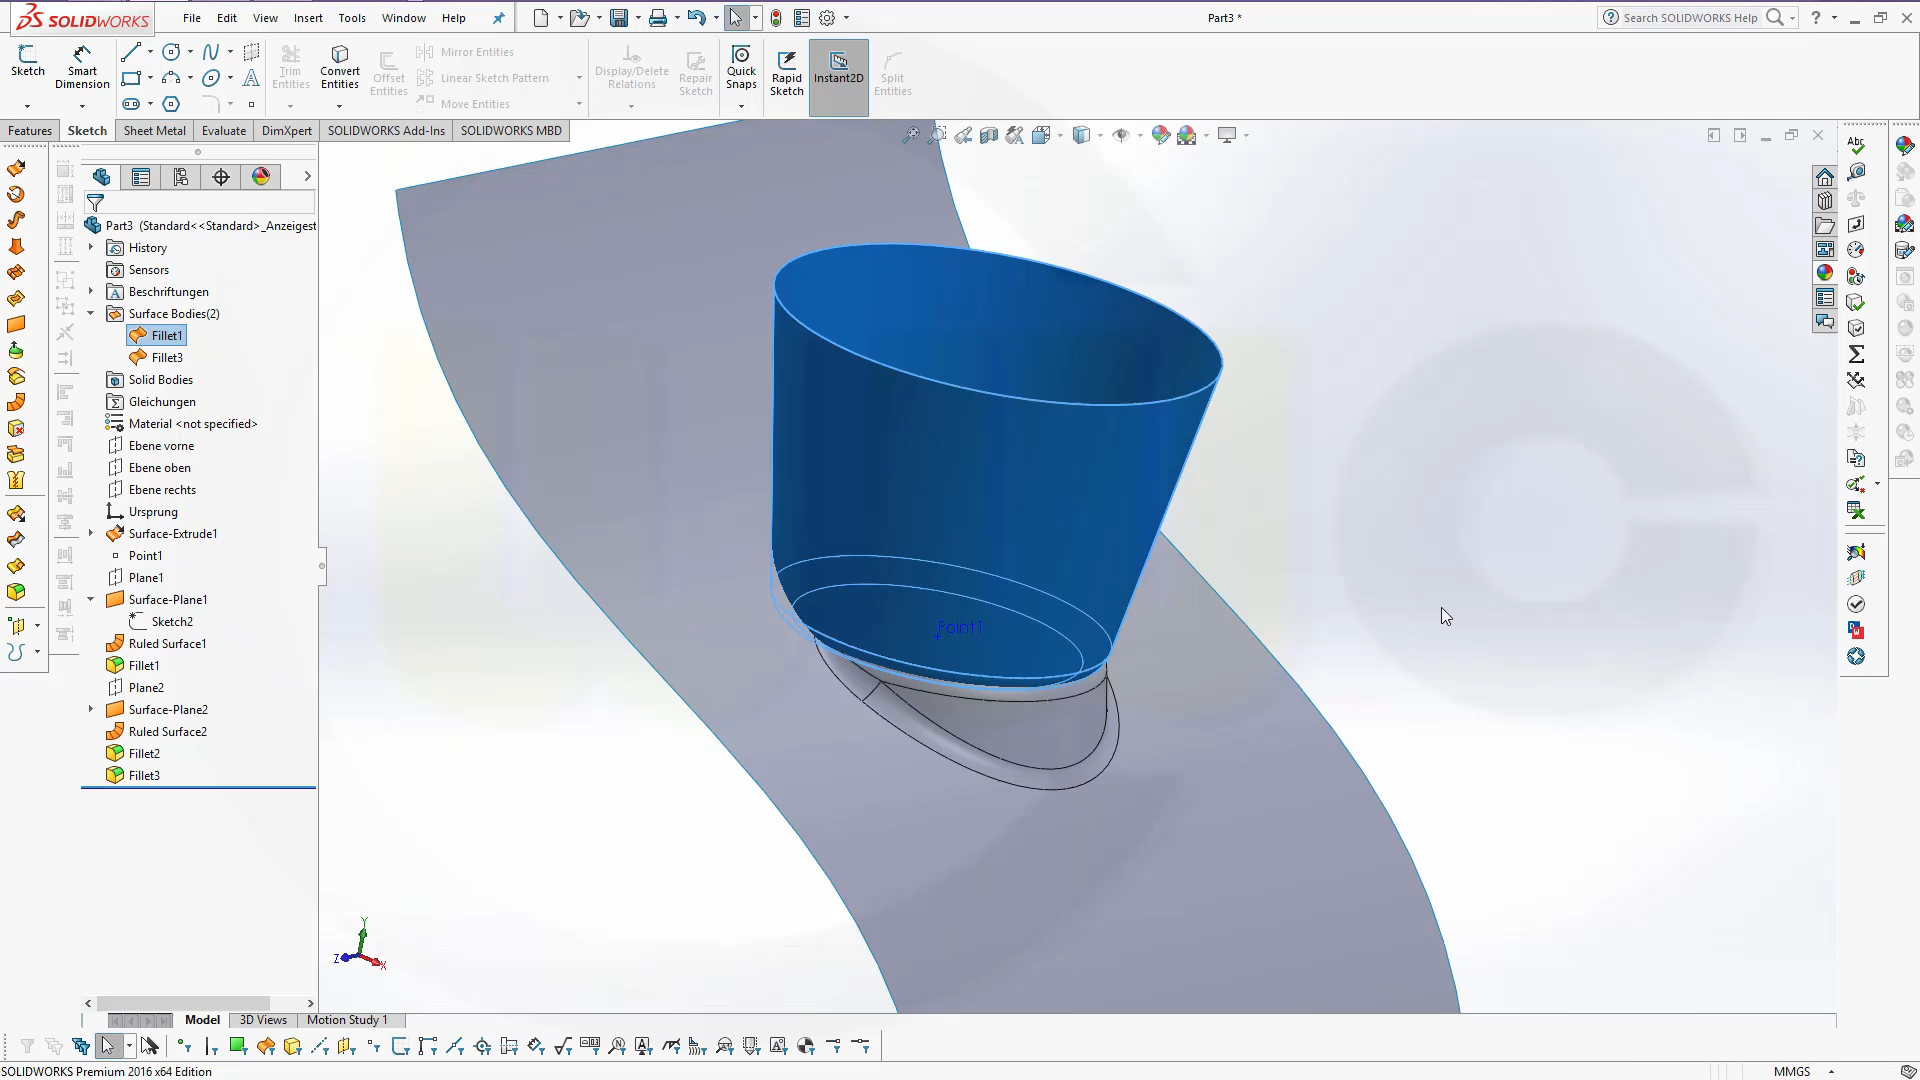 SOLIDWORKS
File Edit View Insert Tools Window Help
Part3 *
Search SOLIDWORKS Help
Sketch
Smart
Dimension
Trim
Entities
Convert
Entities
Offset
Entities
Mirror Entities
Linear Sketch Pattern
Move Entities
Display/Delete
Relations
Repair
Sketch
Quick
Snaps
Rapid
Sketch
Instant2D
Split
Entities
Features Sketch Sheet Metal Evaluate DimXpert SOLIDWORKS Add-Ins SOLIDWORKS MBD
Part3 (Standard<<Standard>_Anzeigest
History
Sensors
Beschriftungen
Surface Bodies(2)
Fillet1
Fillet3
Solid Bodies
Gleichungen
Material <not specified>
Ebene vorne
Ebene oben
Ebene rechts
Ursprung
Surface-Extrude1
Point1
Plane1
Surface-Plane1
Sketch2
Ruled Surface1
Fillet1
Plane2
Surface-Plane2
Ruled Surface2
Fillet2
Fillet3
Point1
Y
Z
X
Model 3D Views Motion Study 1
SOLIDWORKS Premium 2016 x64 Edition
MMGS